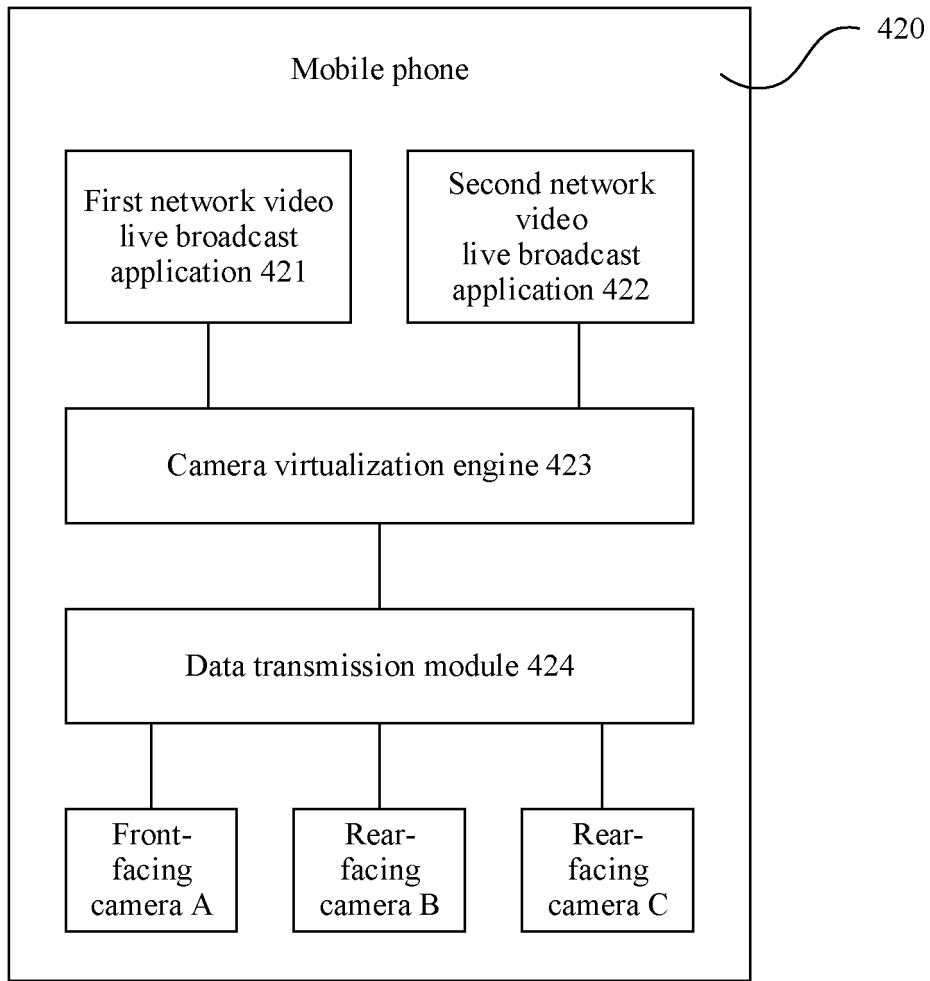 420
Mobile phone
First network video
live broadcast
application 421
Second network
video
live broadcast
application 422
Camera virtualization engine 423
Data transmission module 424
Front-
facing
camera A
Rear-
facing
camera B
Rear-
facing
camera C